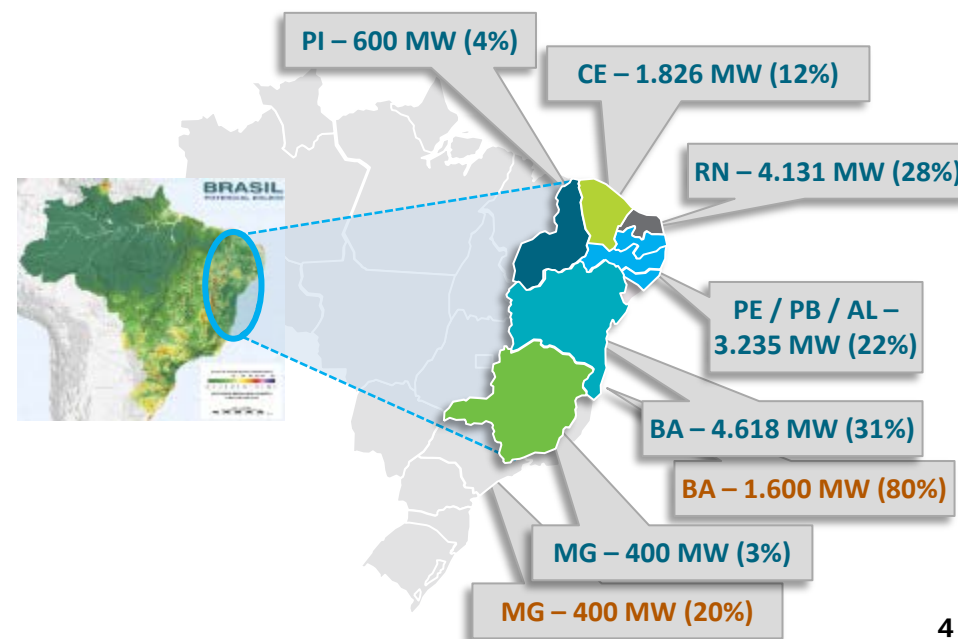 PI – 600 MW (4%)
CE – 1.826 MW (12%)
RN – 4.131 MW (28%)
BRASIL
PE / PB / AL –
3.235 MW (22%)
BA – 4.618 MW (31%)
BA – 1.600 MW (80%)
MG – 400 MW (3%)
MG – 400 MW (20%)
4